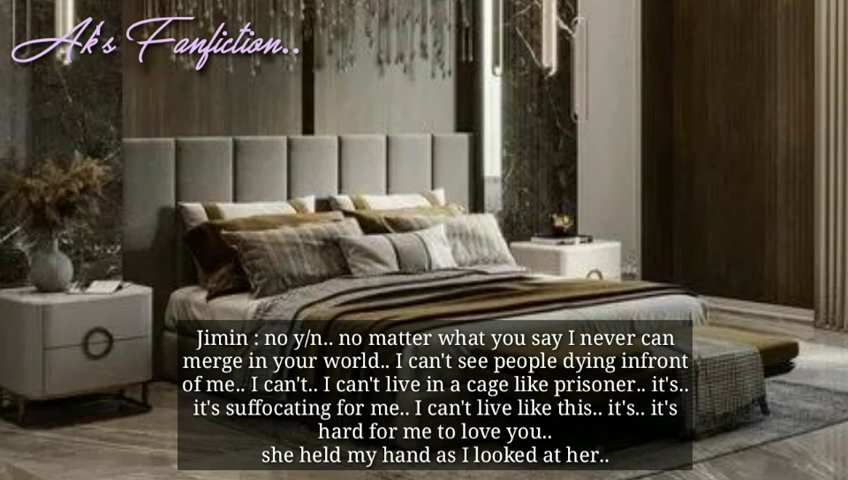 Ak's Fanfiction..
Jimin : no y/n.. no matter what you say I never can
merge in your world.. I can't see people dying infront
of me.. I can't.. I can't live in a cage like prisoner.. it's..
it's suffocating for me.. I can't live like this.. it's.. it's
hard for me to love you..
she held my hand as I looked at her..